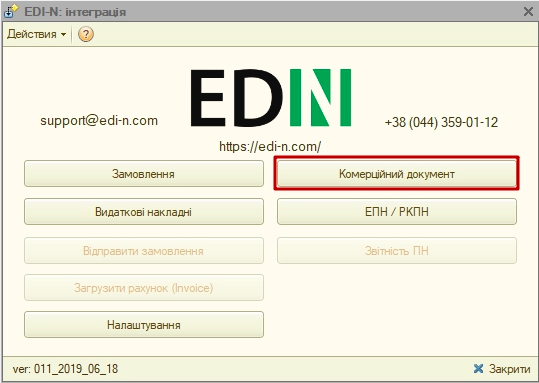 EDI-N: інтеграція
Действия
?
EDIN
support@edi-n.com
+38 (044) 359-01-12
https://edi-n.com/
Замовлення
Комерційний документ
Видаткові накладні
ЕПН / РКПН
Відправити замовлення
Звітність ПН
Загрузити рахунок (Invoice)
Налаштування
ver: 011_2019_06_18
Закрити